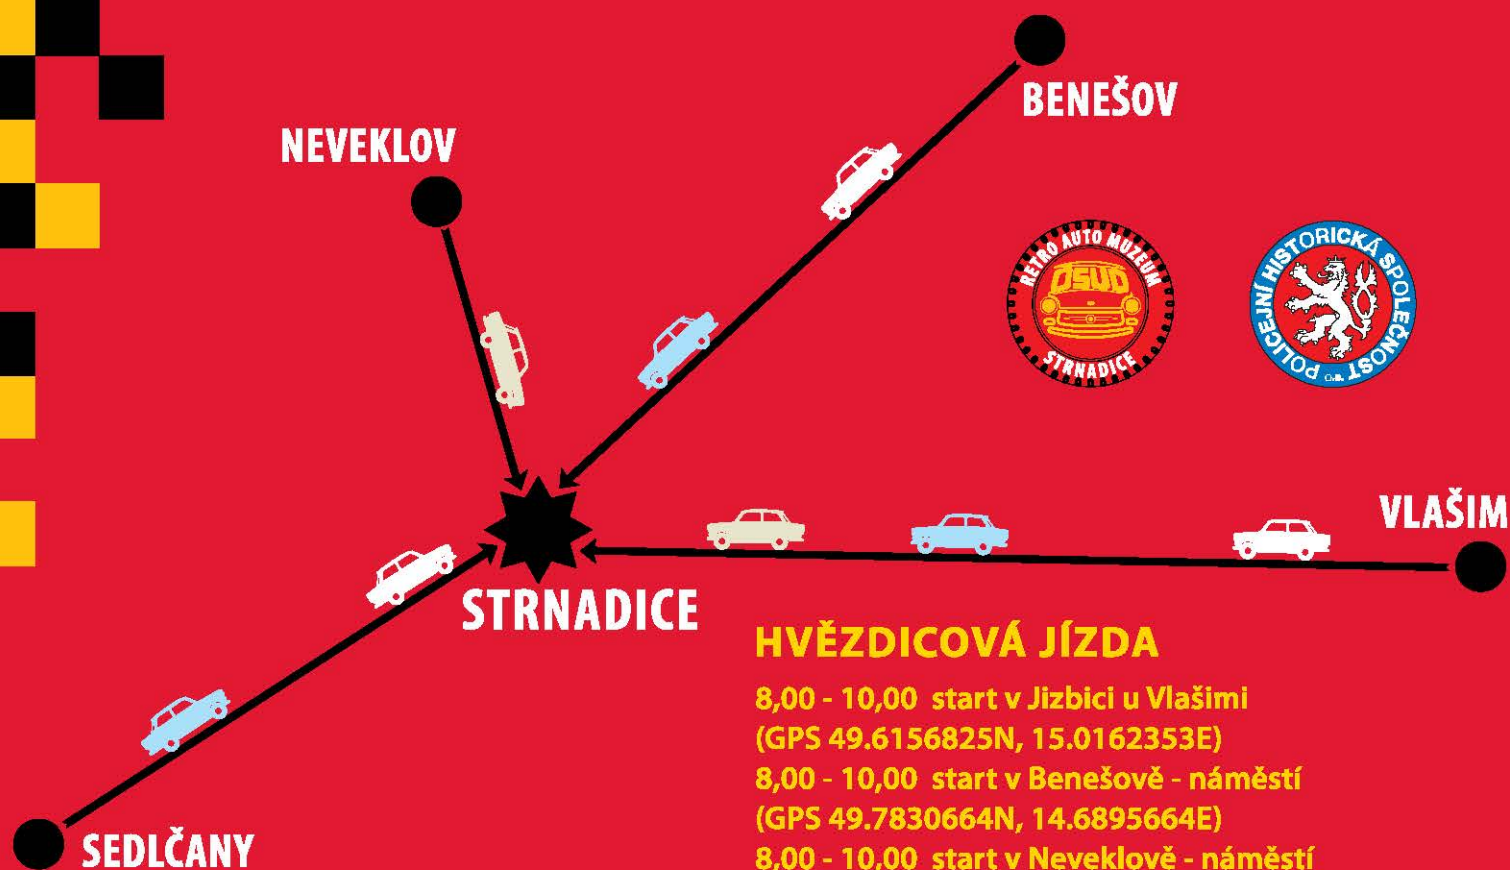 BENEŠOV
NEVEKLOV
RETRO AUTO MUZEUM
OSUD
STRNADICE
POLICEJNÍ HISTORICKÁ SPOLEČNOST
o.s.
VLAŠIM
STRNADICE
HVĚZDICOVÁ JÍZDA
8,00 - 10,00 start v Jizbici u Vlašimi
(GPS 49.6156825N, 15.0162353E)
8,00 - 10,00 start v Benešově - náměstí
(GPS 49.7830664N, 14.6895664E)
8,00 - 10,00 start v Neveklově - náměstí
SEDLČANY